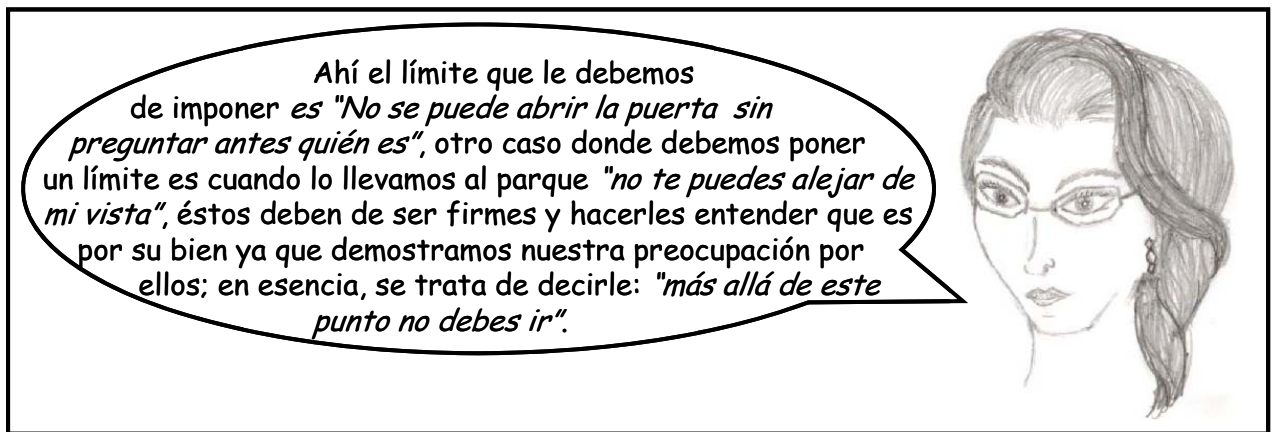 Ahí el límite que le debemos
de imponer es "No se puede abrir la puerta sin
preguntar antes quién es", otro caso donde debemos poner
un límite es cuando lo llevamos al parque "no te puedes alejar de
mi vista", éstos deben de ser firmes y hacerles entender que es
por su bien ya que demostramos nuestra preocupación por
ellos; en esencia, se trata de decirle: "más allá de este
punto no debes ir".